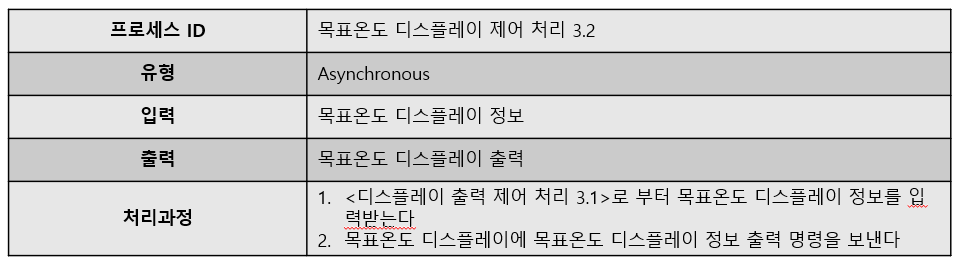 프로세스 ID
목표온도 디스플레이 제어 처리 3.2
유형
Asynchronous
입력
목표온도 디스플레이 정보
출력
목표온도 디스플레이 출력
처리과정
1. <디스플레이 출력 제어 처리 3.1>로 부터 목표온도 디스플레이 정보를 입
력받는다
2. 목표온도 디스플레이에 목표온도 디스플레이 정보 출력 명령을 보낸다